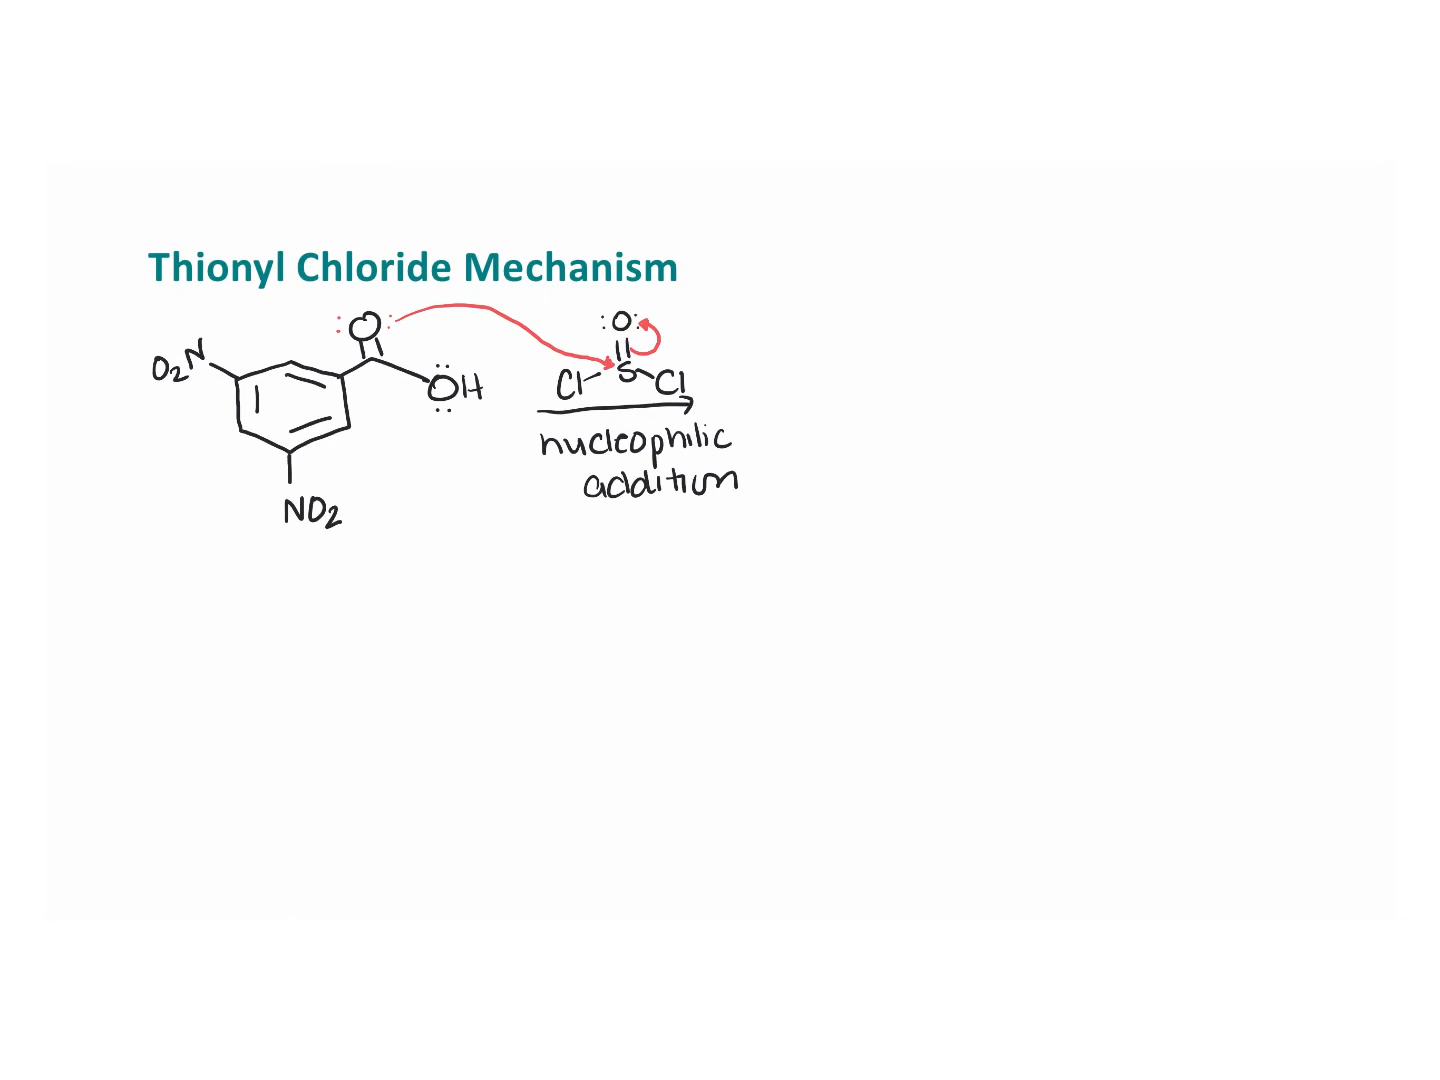 Thionyl Chloride Mechanism
O₂N
O
OH
NO₂
O
Cl S Cl
nucleophilic
addition